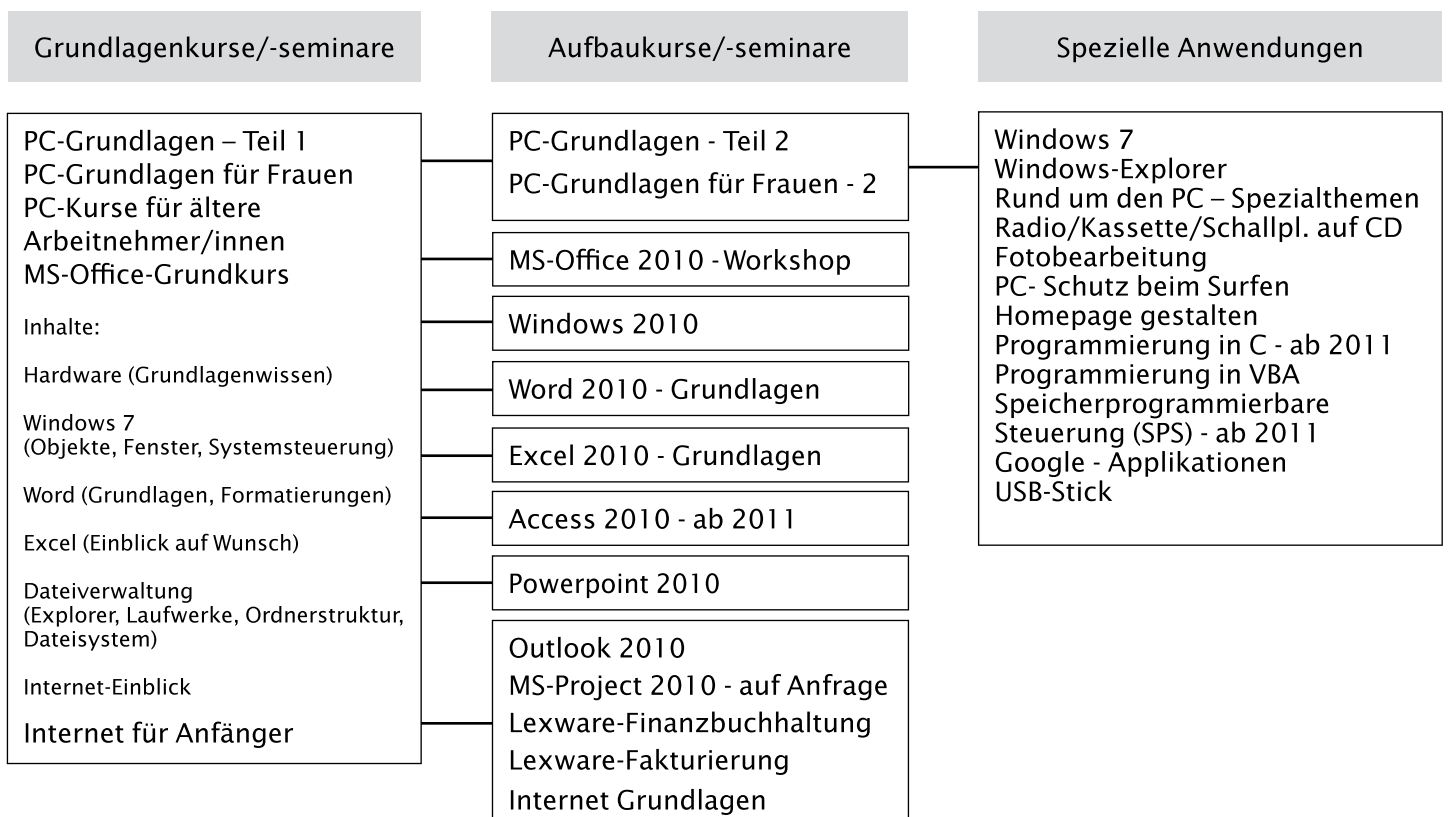 Grundlagenkurse/-seminare
PC-Grundlagen – Teil 1
PC-Grundlagen für Frauen
PC-Kurse für ältere
Arbeitnehmer/innen
MS-Office-Grundkurs
Inhalte:
Hardware (Grundlagenwissen)
Windows 7
(Objekte, Fenster, Systemsteuerung)
Word (Grundlagen, Formatierungen)
Excel (Einblick auf Wunsch)
Dateiverwaltung
(Explorer, Laufwerke, Ordnerstruktur,
Dateisystem)
Internet-Einblick
Internet für Anfänger
Aufbaukurse/-seminare
PC-Grundlagen - Teil 2
PC-Grundlagen für Frauen - 2
MS-Office 2010 - Workshop
Windows 2010
Word 2010 - Grundlagen
Excel 2010 - Grundlagen
Access 2010 - ab 2011
Powerpoint 2010
Outlook 2010
MS-Project 2010 - auf Anfrage
Lexware-Finanzbuchhaltung
Lexware-Fakturierung
Internet Grundlagen
Spezielle Anwendungen
Windows 7
Windows-Explorer
Rund um den PC – Spezialthemen
Radio/Kassette/Schallpl. auf CD
Fotobearbeitung
PC- Schutz beim Surfen
Homepage gestalten
Programmierung in C - ab 2011
Programmierung in VBA
Speicherprogrammierbare
Steuerung (SPS) - ab 2011
Google - Applikationen
USB-Stick